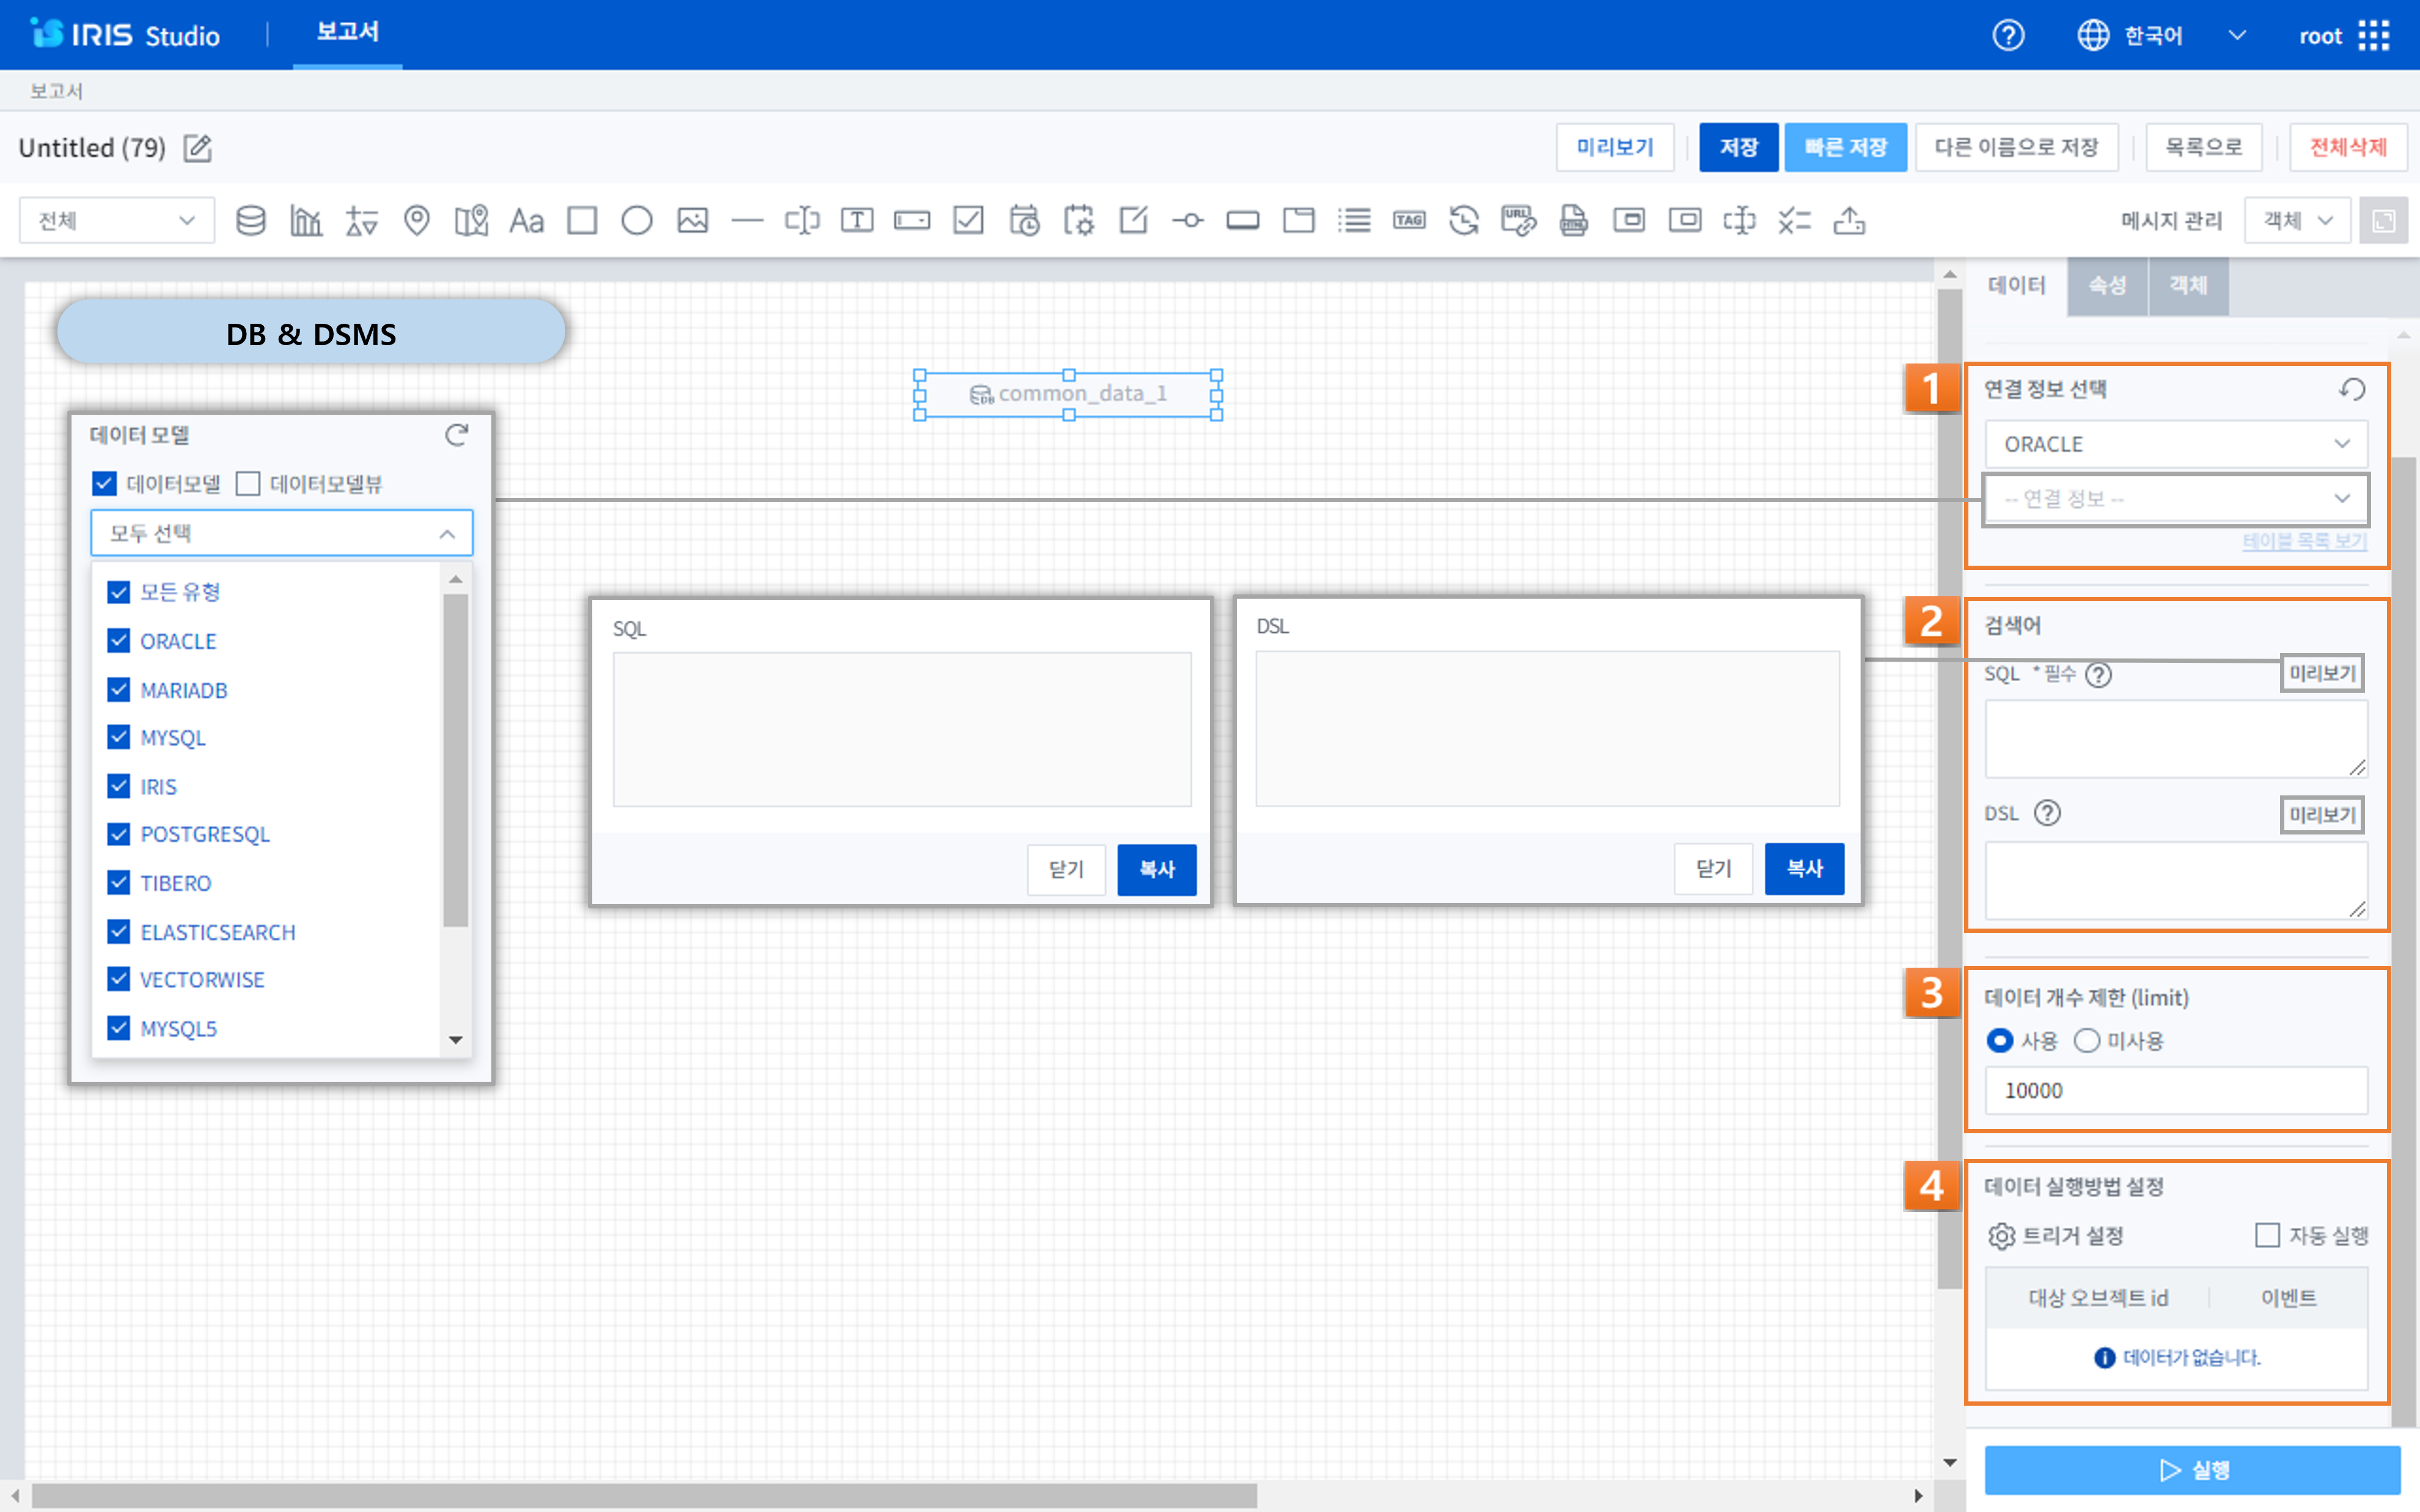 IRIS Studio
보고서
한국어
root
보고서
Untitled (79)
미리보기
저장
빠른 저장
다른 이름으로 저장
목록으로
전체삭제
전체
Aa
T
TAG
URL
HTML
메시지 관리
객체
DB & DSMS
DB common_data_1
데이터 모델
데이터모델
데이터모델뷰
모두 선택
모든 유형
ORACLE
MARIADB
MYSQL
IRIS
POSTGRESQL
TIBERO
ELASTICSEARCH
VECTORWISE
MYSQL5
SQL
닫기
복사
DSL
닫기
복사
데이터
속성
객체
1
연결 정보 선택
ORACLE
-- 연결 정보 --
테이블 목록 보기
2
검색어
SQL * 필수
미리보기
DSL
미리보기
3
데이터 개수 제한 (limit)
사용
미사용
10000
4
데이터 실행방법 설정
트리거 설정
자동 실행
대상 오브젝트 id
이벤트
데이터가 없습니다.
실행